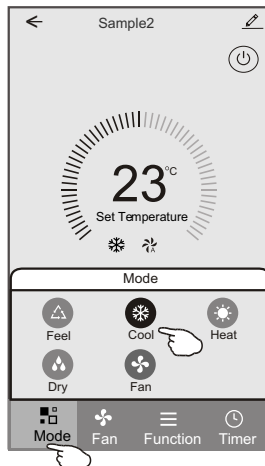 Sample2
23°C
Set Temperature
A
Mode
Feel Cool Heat
Dry Fan
Mode Fan Function Timer